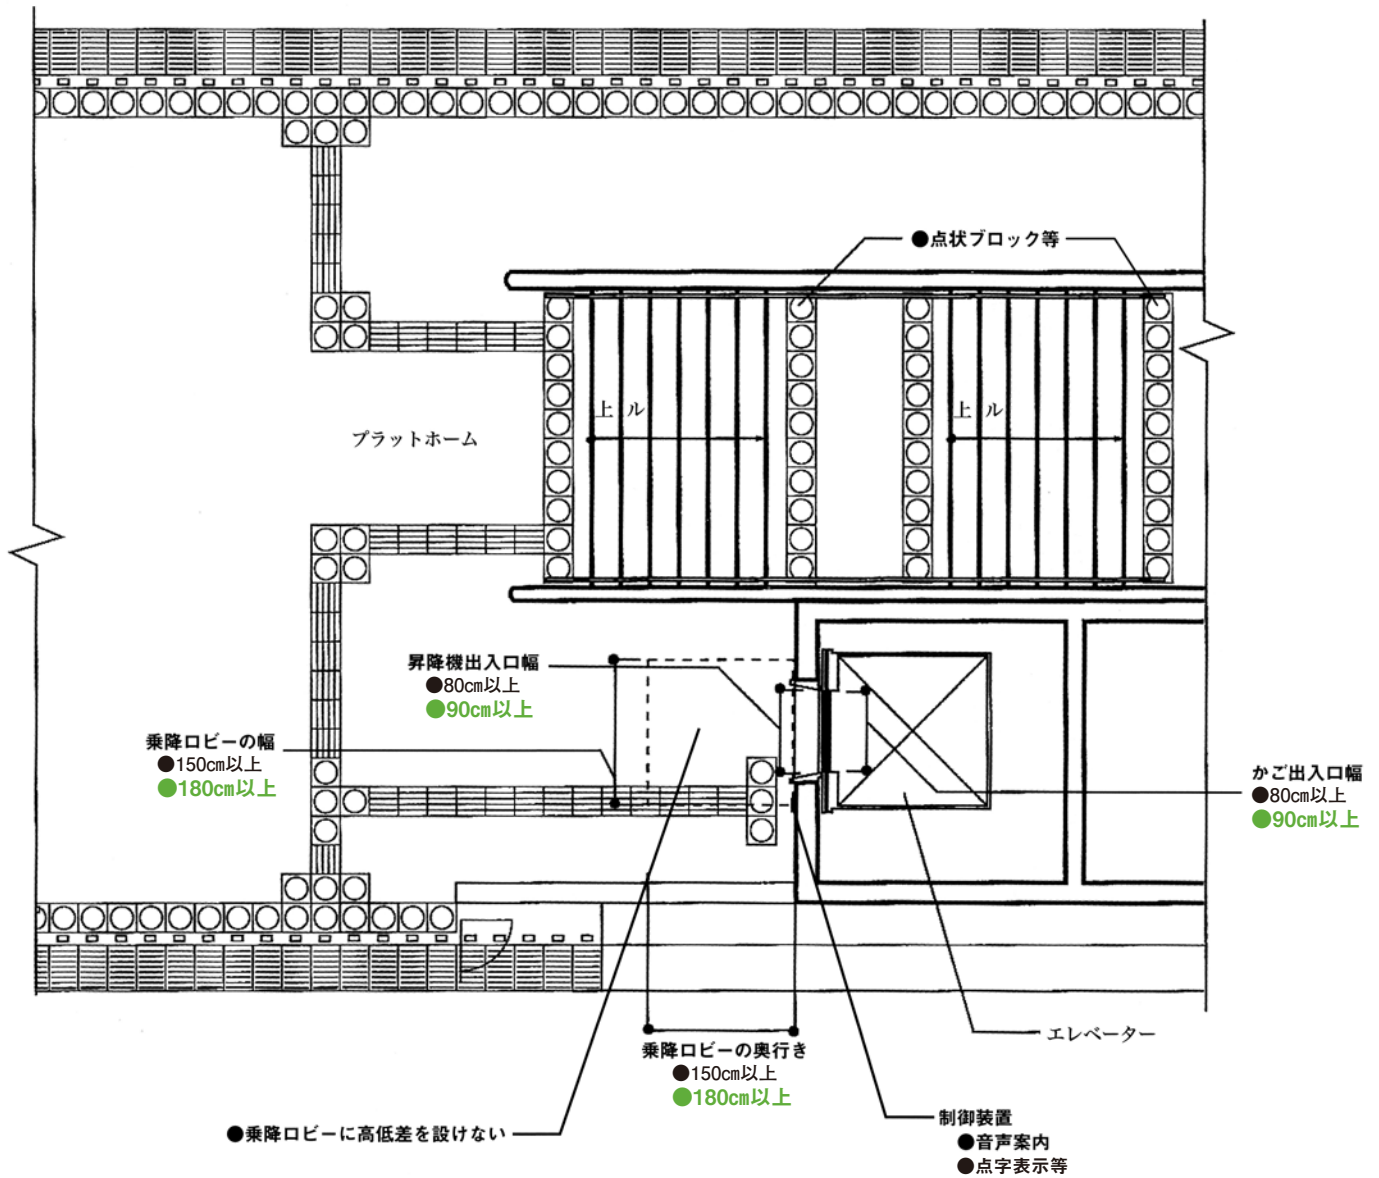 ●点状ブロック等
上ル
上ル
プラットホーム
昇降機出入口幅
●80㎝以上
●90㎝以上
乗降ロビーの幅
●150㎝以上
●180㎝以上
かご出入口幅
●80㎝以上
●90㎝以上
エレベーター
乗降ロビーの奥行き
●150㎝以上
●180㎝以上
●乗降ロビーに高低差を設けない
制御装置
●音声案内
●点字表示等